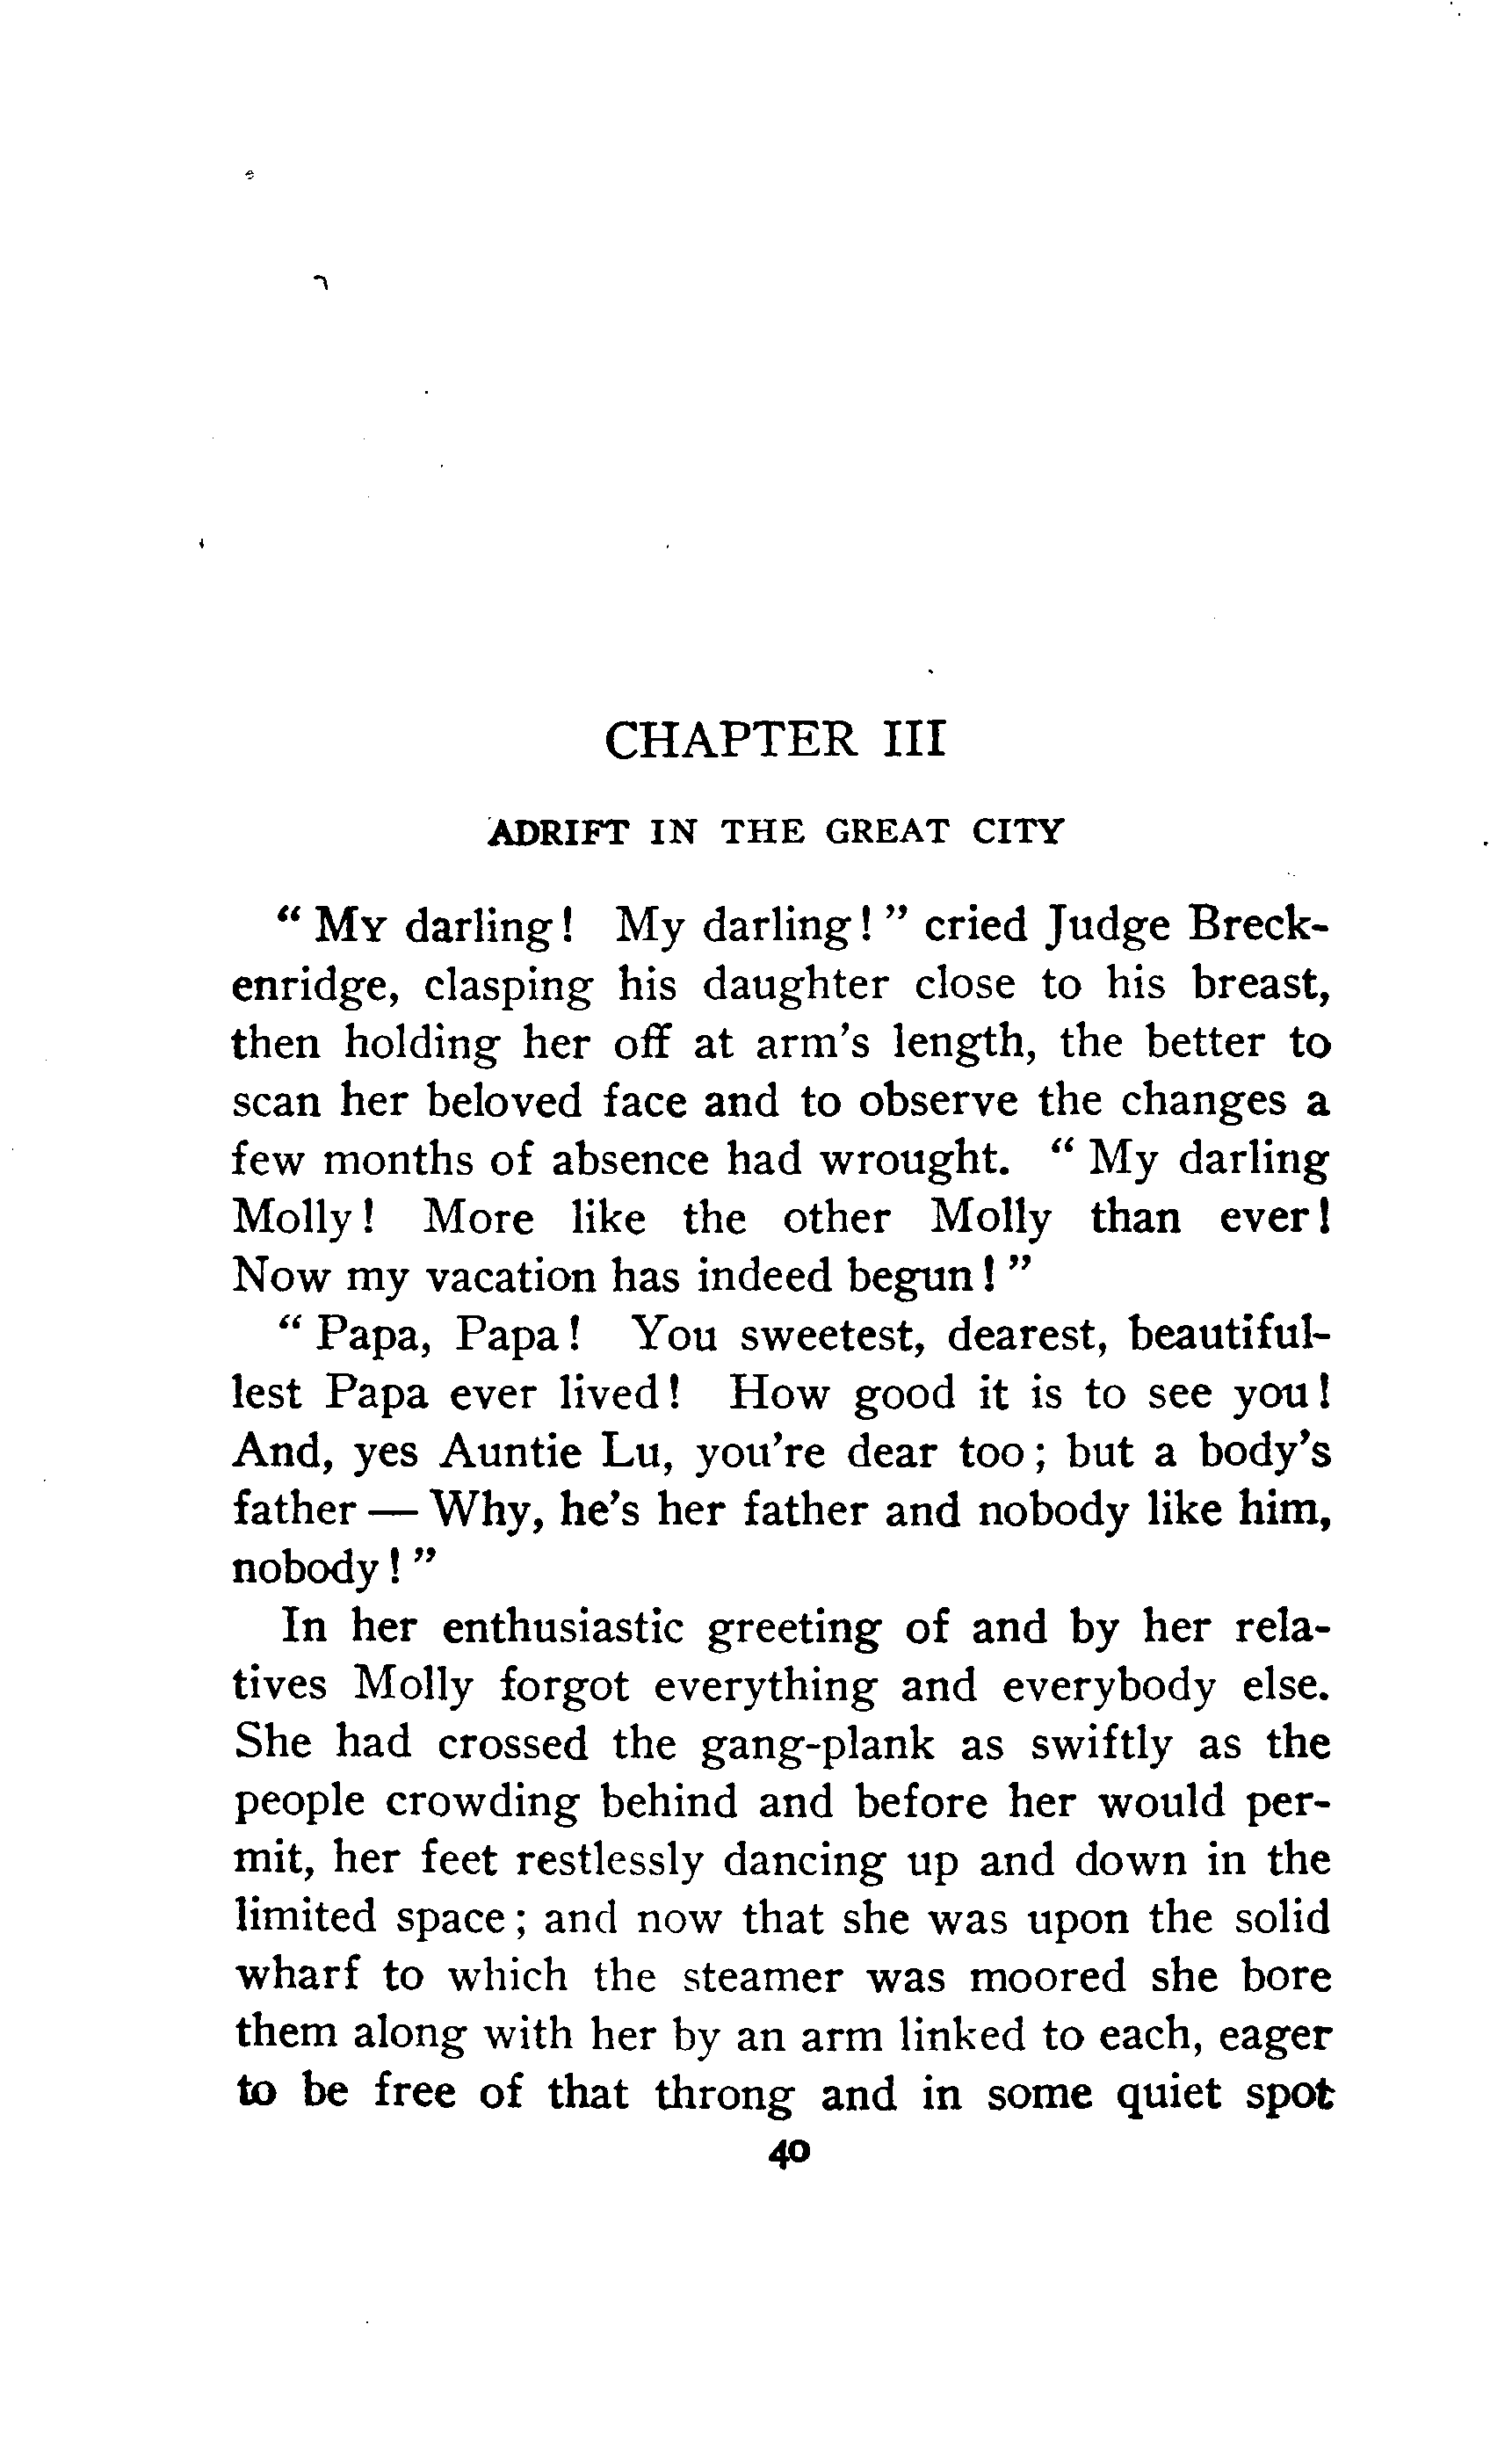 CHAPTER III
ADRIFT IN THE GREAT CITY
" MY darling! My darling! " cried Judge Breck-
enridge, clasping his daughter close to his breast,
then holding her off at arm's length, the better to
scan her beloved face and to observe the changes a
few months of absence had wrought. " My darling
Molly! More like the other Molly than ever!
Now my vacation has indeed begun! "
" Papa, Papa! You sweetest, dearest, beautiful-
lest Papa ever lived! How good it is to see you!
And, yes Auntie Lu, you're dear too; but a body's
father — Why, he's her father and nobody like him,
nobody! "
In her enthusiastic greeting of and by her rela-
tives Molly forgot everything and everybody else.
She had crossed the gang-plank as swiftly as the
people crowding behind and before her would per-
mit, her feet restlessly dancing up and down in the
limited space; and now that she was upon the solid
wharf to which the steamer was moored she bore
them along with her by an arm linked to each, eager
to be free of that throng and in some quiet spot
40